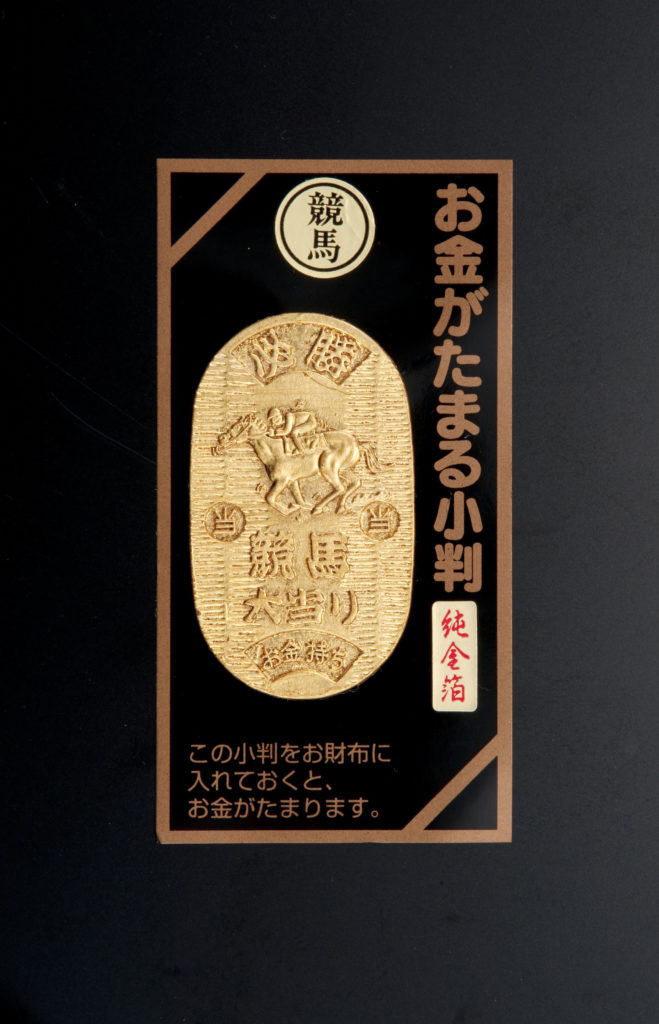 競馬
お金がたまる小判
純金箔
必勝
当
当
競馬
大当り
お金持ち
この小判をお財布に
入れておくと、
お金がたまります。